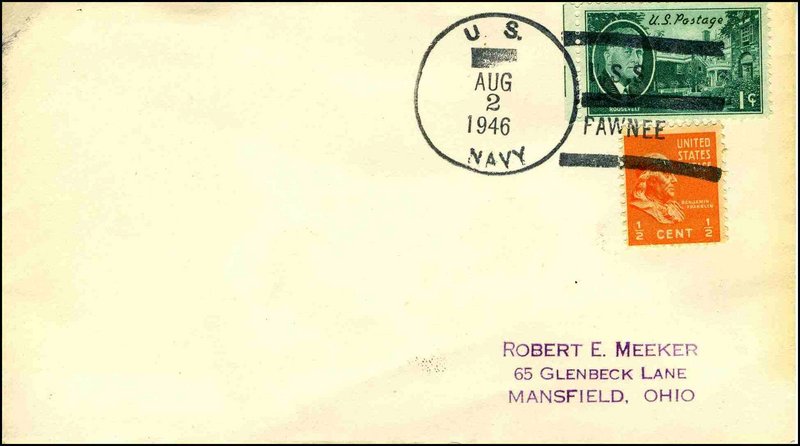 U.S. Postage
ROOSEVELT
1¢
U. S.
AUG
2
1946
NAVY
S.S
PAWNEE
UNITED
STATES
BENJAMIN
FRANKLIN
1/2 CENT 1/2
ROBERT E. MEEKER
65 GLENBECK LANE
MANSFIELD, OHIO